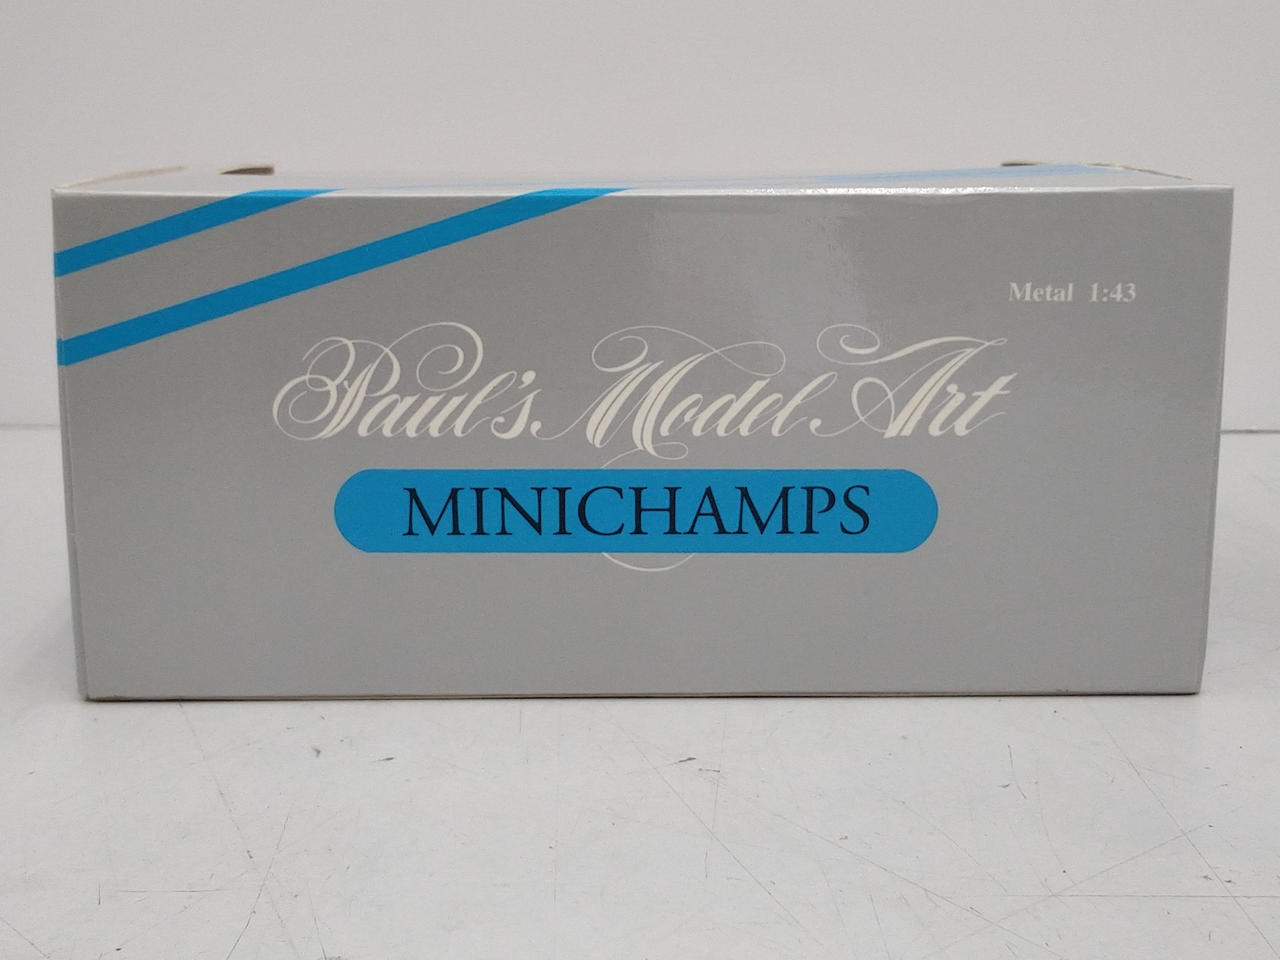 Metal 1:43
Paul's Model Art
MINICHAMPS